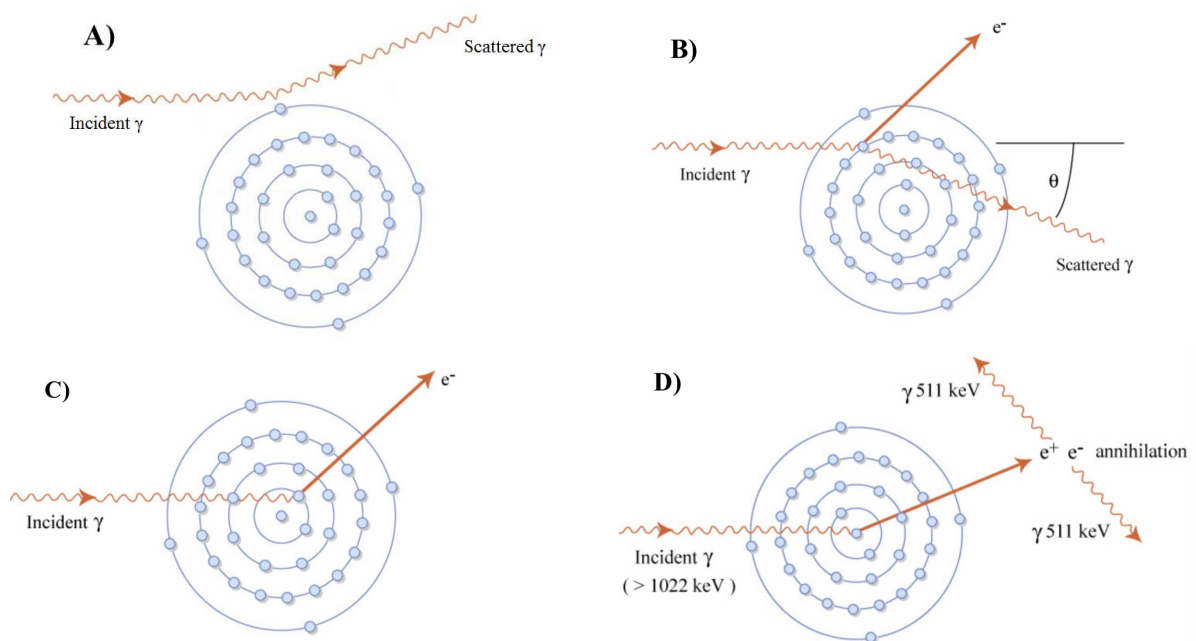 A)
Scattered γ
Incident γ
B)
e⁻
Incident γ
θ
Scattered γ
C)
e⁻
Incident γ
D)
γ 511 keV
e⁺ e⁻ annihilation
γ 511 keV
Incident γ
( > 1022 keV )